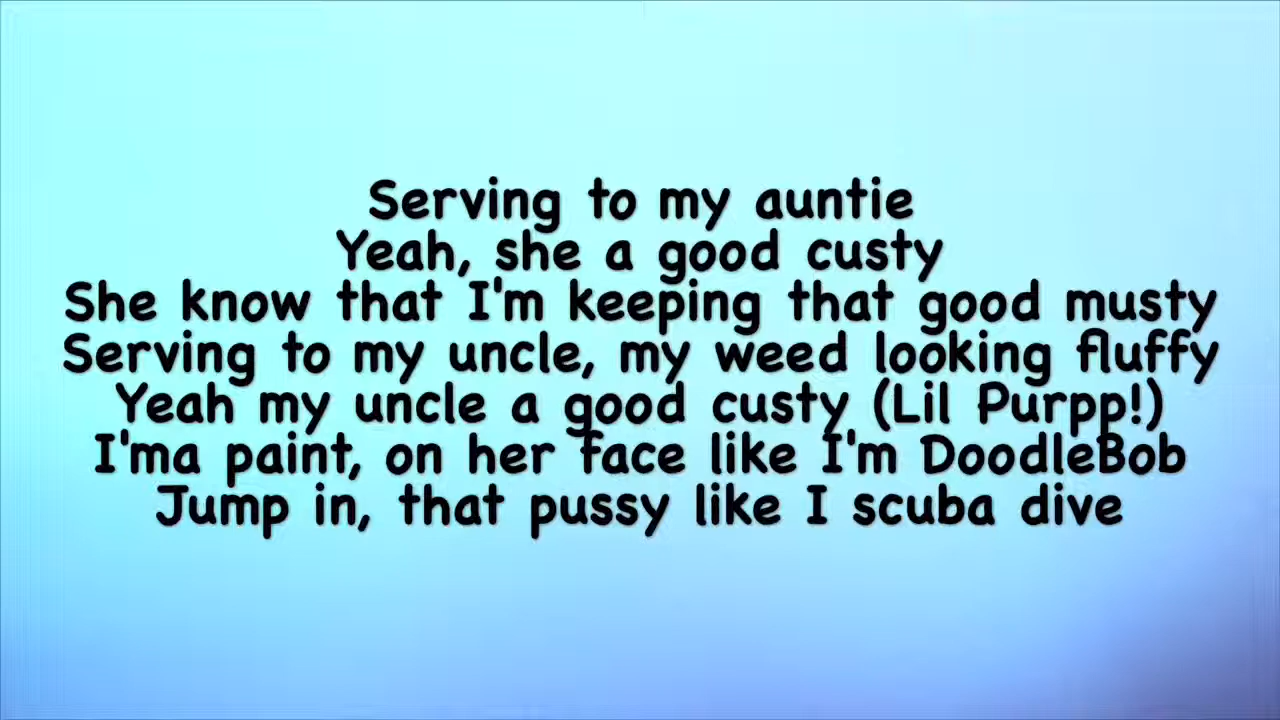 Serving to my auntie
Yeah, she a good custy
She know that I'm keeping that good musty
Serving to my uncle, my weed looking fluffy
Yeah my uncle a good custy (Lil Purpp!)
I'ma paint, on her face like I'm DoodleBob
Jump in, that pussy like I scuba dive